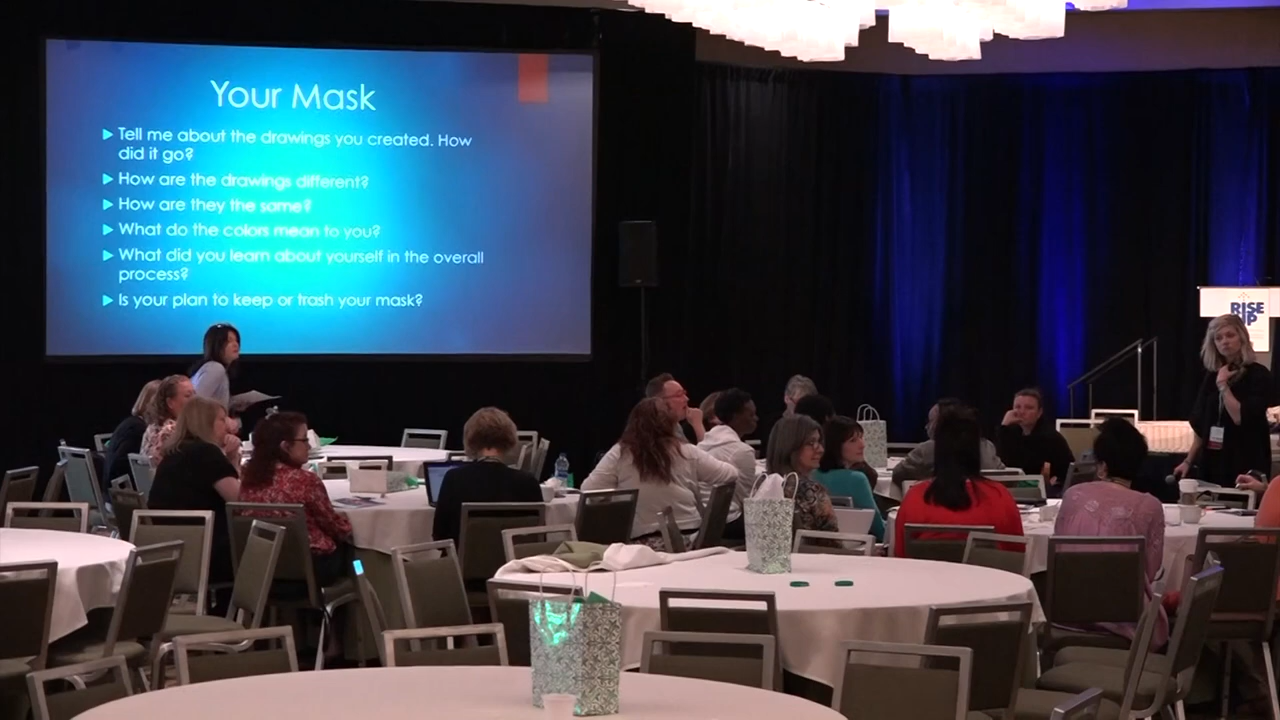 Your Mask
Tell me about the drawings you created. How
did it go?
How are the drawings different?
How are they the same?
What do the colors mean to you?
What did you learn about yourself in the overall
process?
Is your plan to keep or trash your mask?
RISE
UP